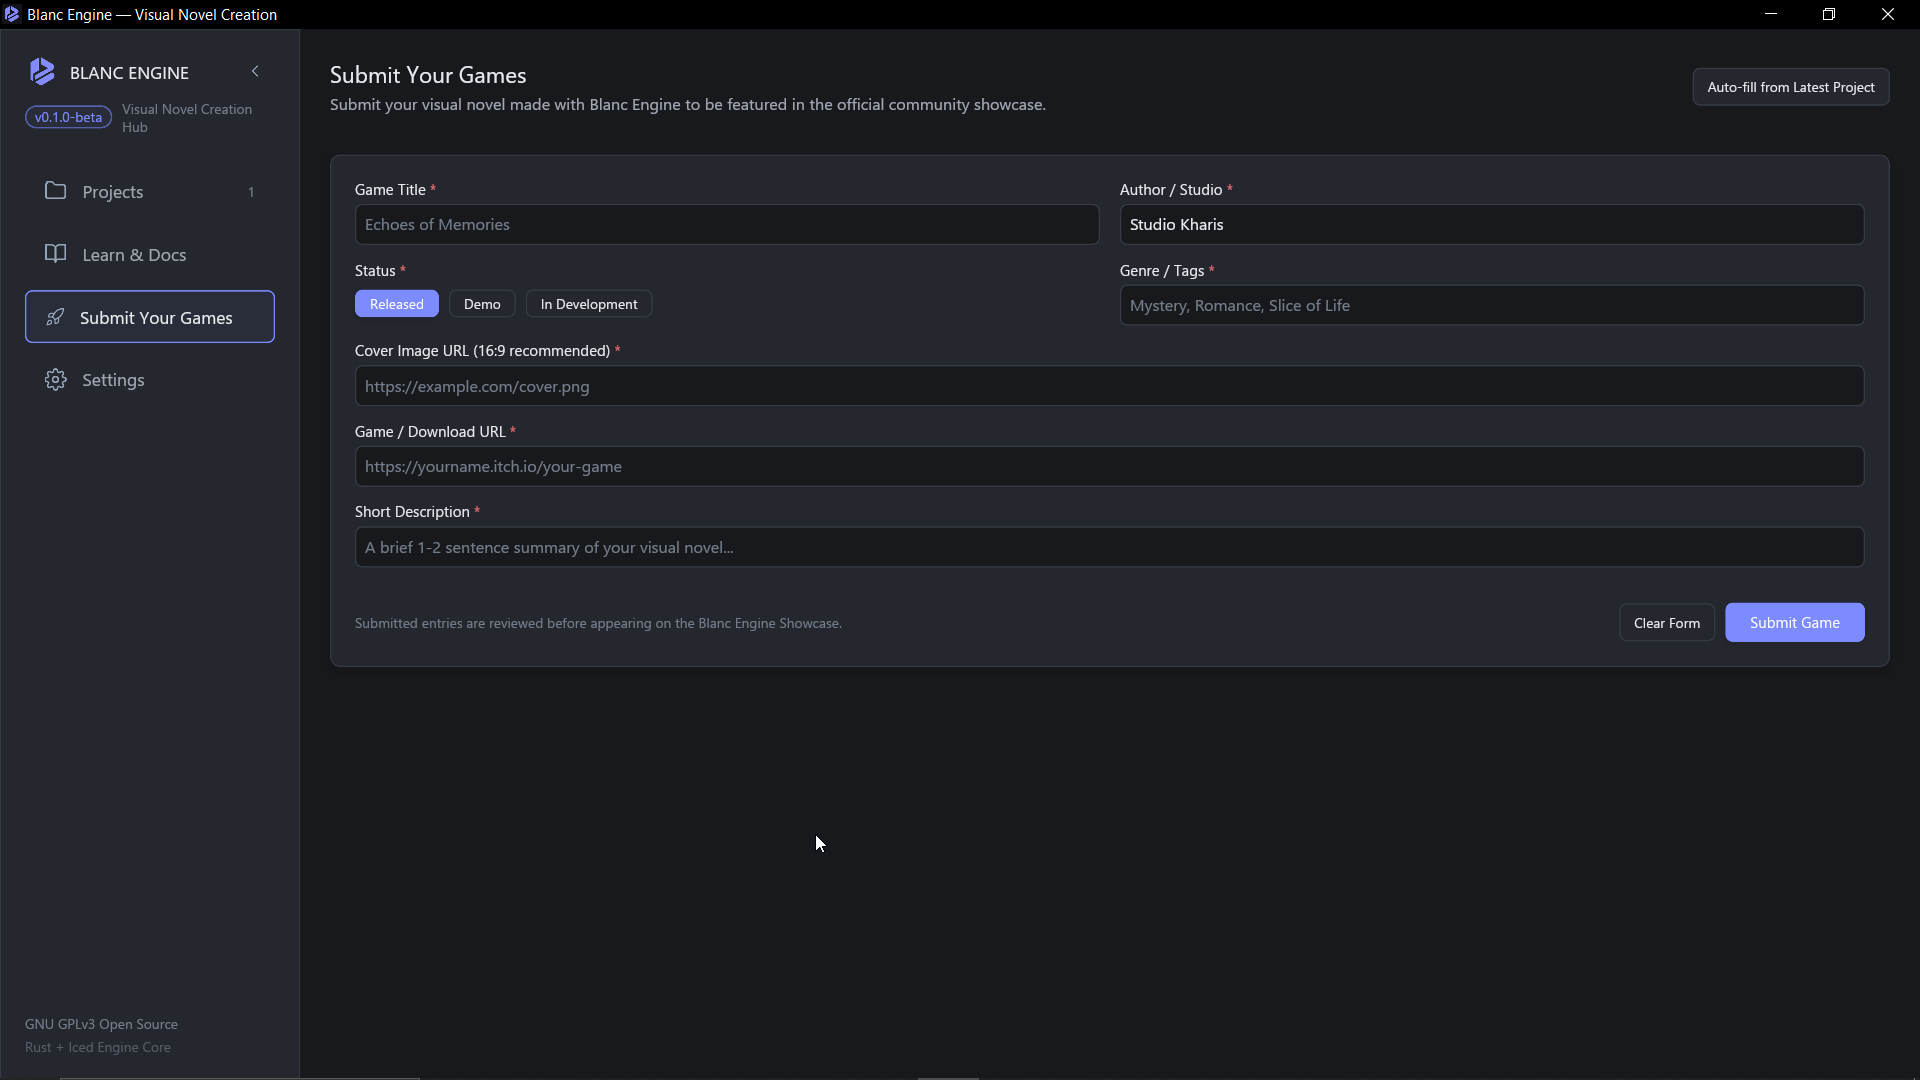 Blanc Engine — Visual Novel Creation
BLANC ENGINE
v0.1.0-beta
Visual Novel Creation
Hub
Projects 1
Learn & Docs
Submit Your Games
Settings
GNU GPLv3 Open Source
Rust + Iced Engine Core
Submit Your Games
Submit your visual novel made with Blanc Engine to be featured in the official community showcase.
Auto-fill from Latest Project
Game Title *
Echoes of Memories
Author / Studio *
Studio Kharis
Status *
Released Demo In Development
Genre / Tags *
Mystery, Romance, Slice of Life
Cover Image URL (16:9 recommended) *
https://example.com/cover.png
Game / Download URL *
https://yourname.itch.io/your-game
Short Description *
A brief 1-2 sentence summary of your visual novel...
Submitted entries are reviewed before appearing on the Blanc Engine Showcase.
Clear Form
Submit Game